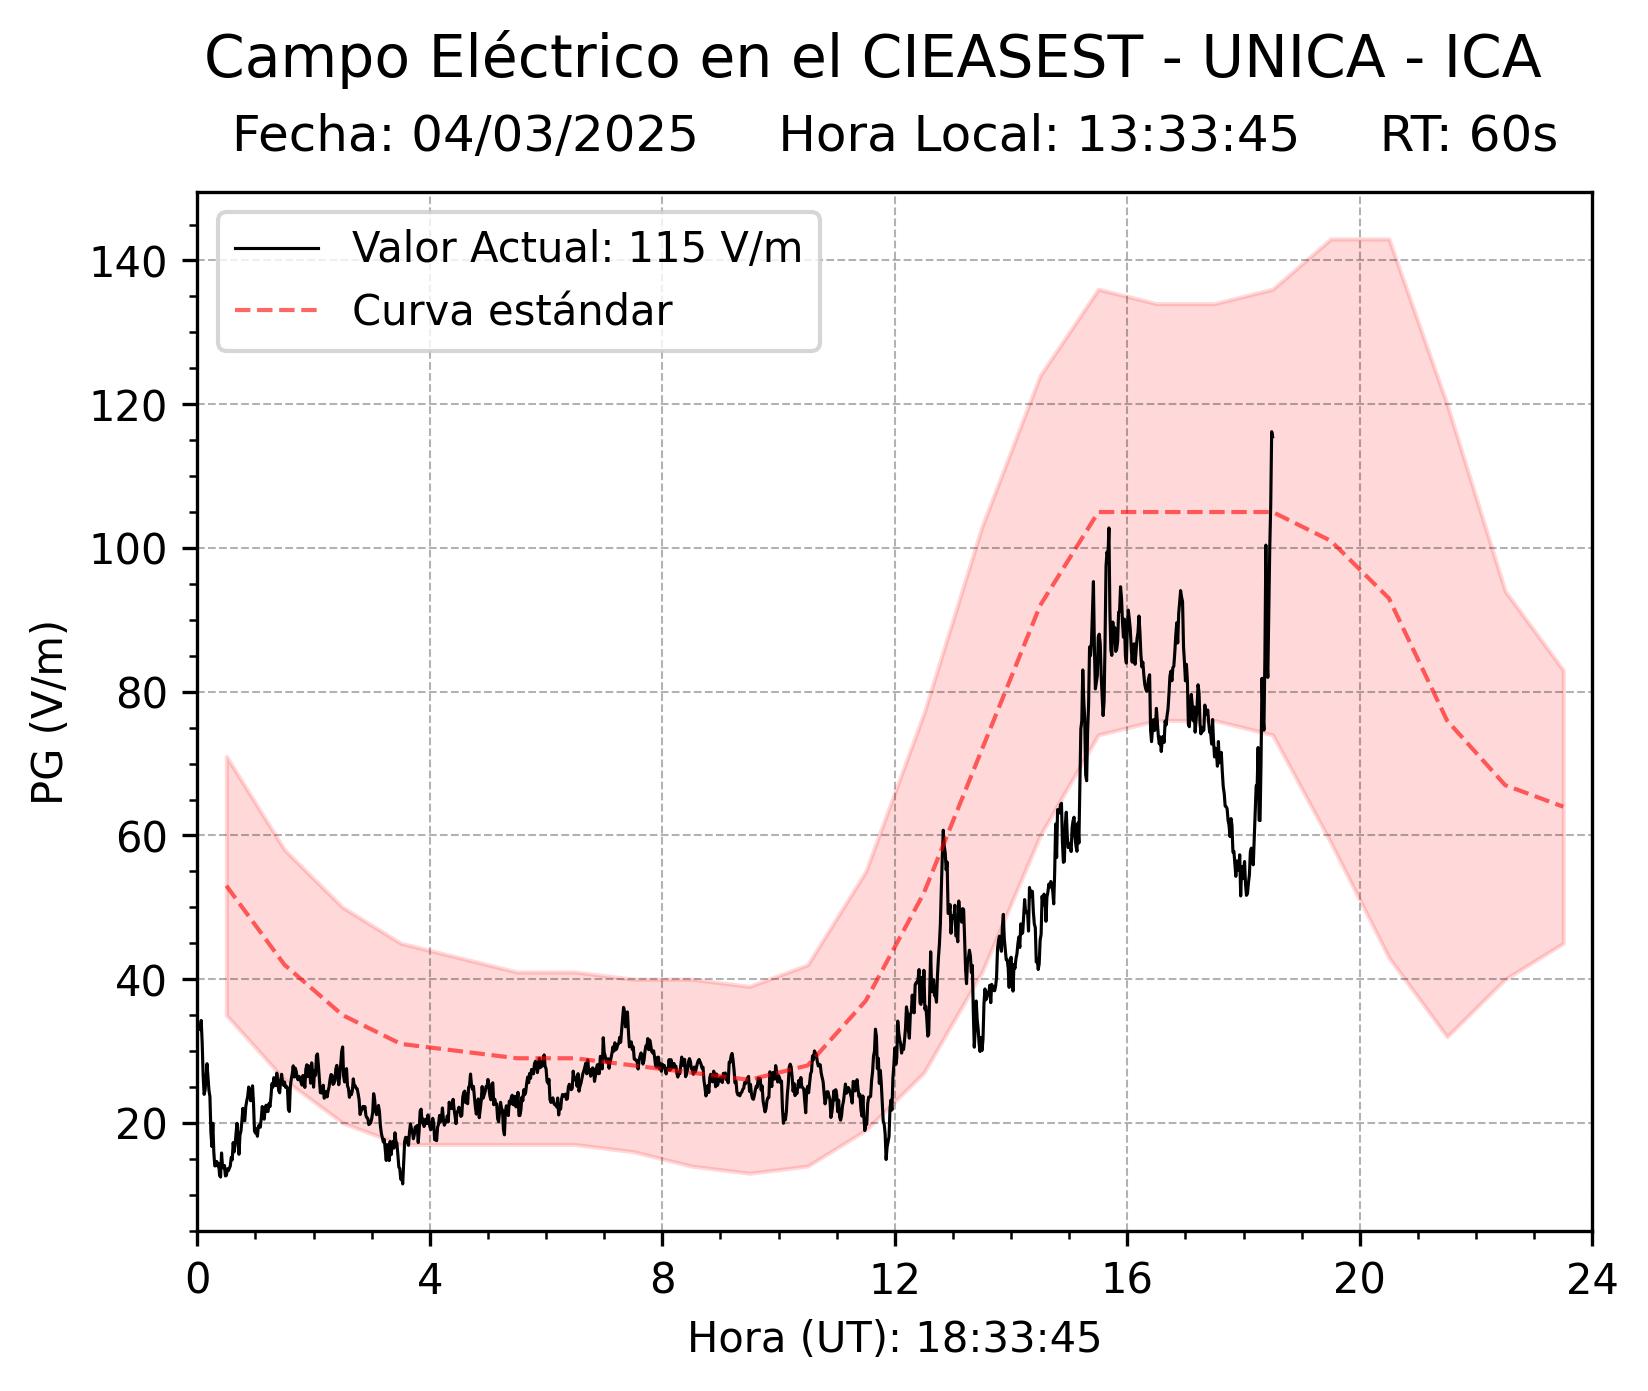 Campo Eléctrico en el CIEASEST - UNICA - ICA
Fecha: 04/03/2025 Hora Local: 13:33:45 RT: 60s
Valor Actual: 115 V/m
Curva estándar
140
120
100
80
60
40
20
PG (V/m)
0 4 8 12 16 20 24
Hora (UT): 18:33:45